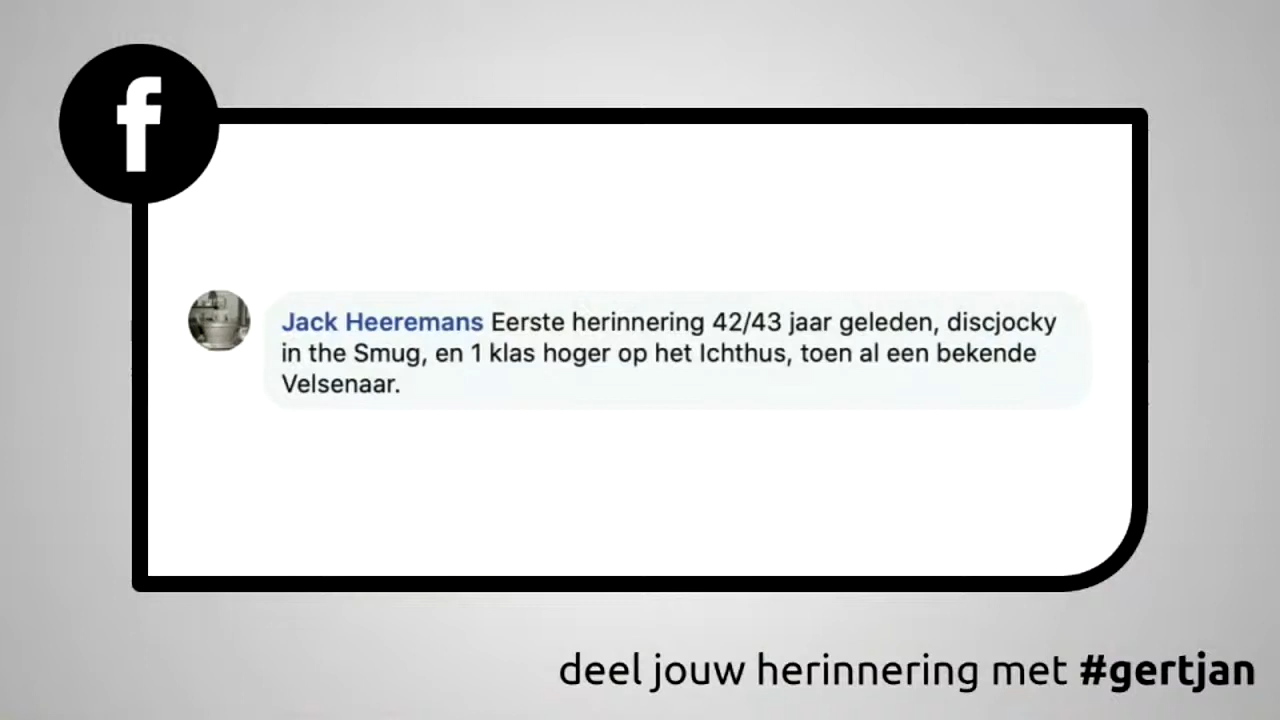 f
Jack Heeremans Eerste herinnering 42/43 jaar geleden, discjocky
in the Smug, en 1 klas hoger op het Ichthus, toen al een bekende
Velsenaar.
deel jouw herinnering met #gertjan